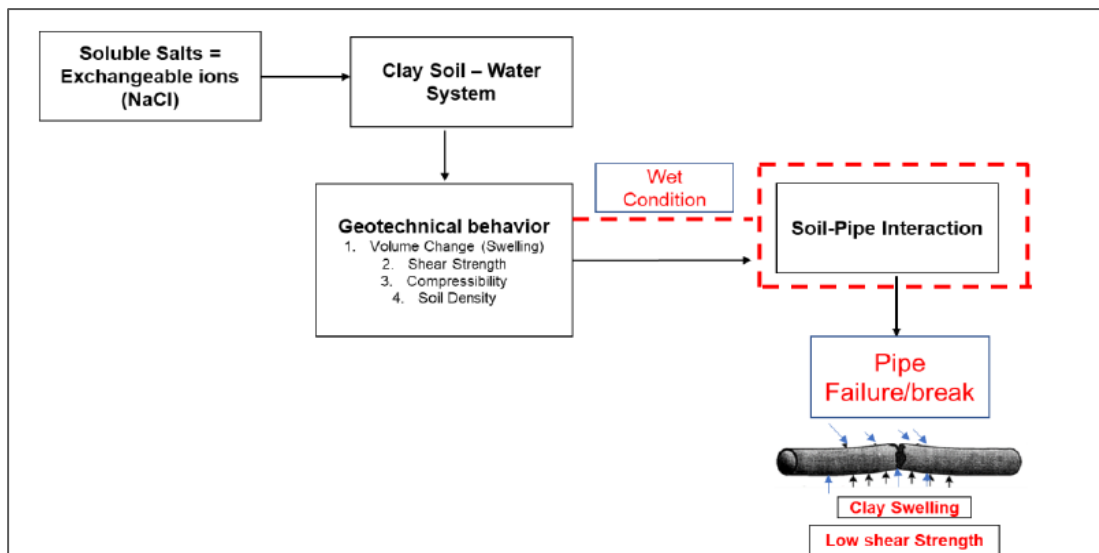 Soluble Salts =
Exchangeable ions
(NaCl)
Clay Soil – Water
System
Geotechnical behavior
1. Volume Change (Swelling)
2. Shear Strength
3. Compressibility
4. Soil Density
Wet
Condition
Soil-Pipe Interaction
Pipe
Failure/break
Clay Swelling
Low shear Strength